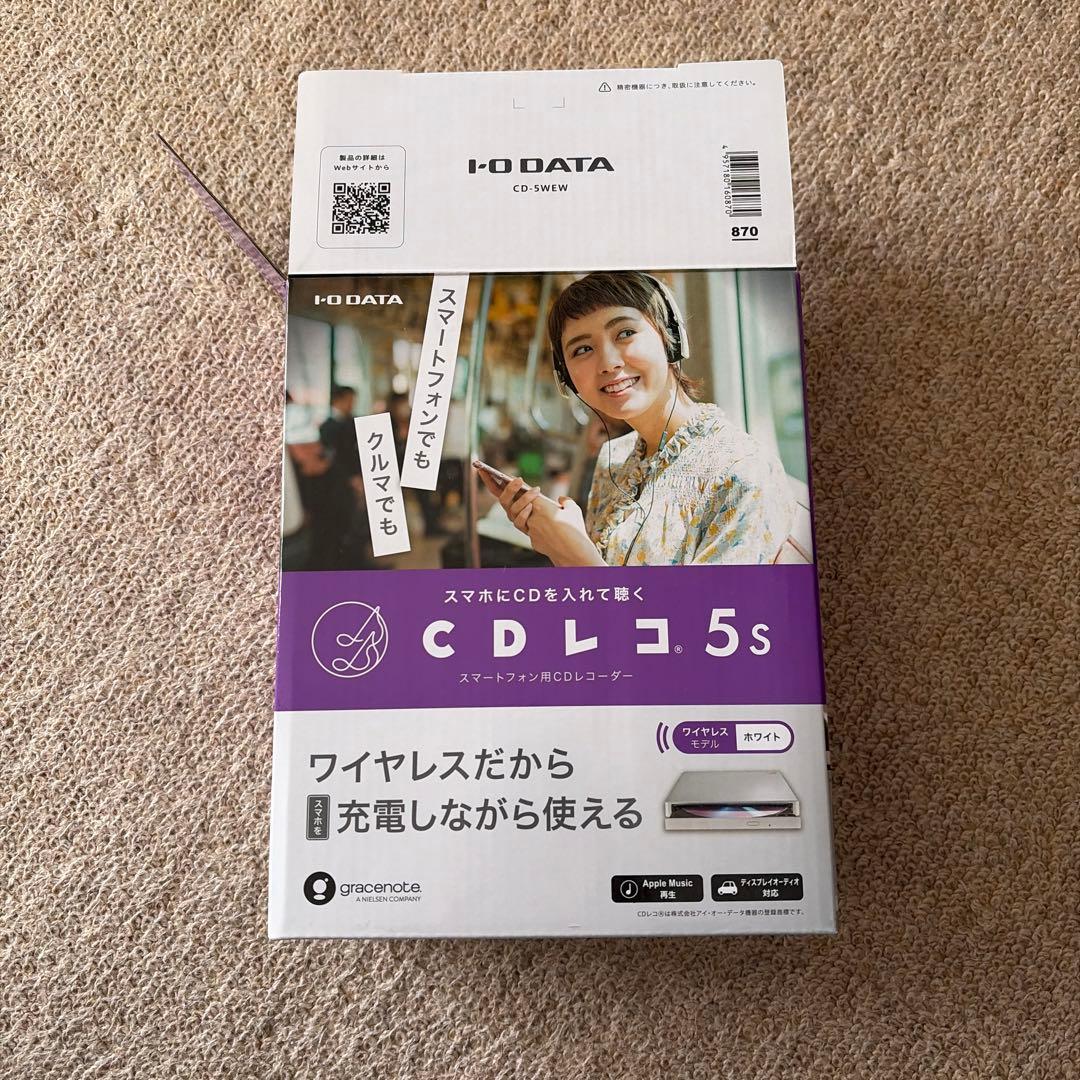 精密機器につき、取扱に注意してください。
製品の詳細は
Webサイトから
I-O DATA
CD-5WEW
4957180160870
870
I-O DATA
スマートフォンでも
クルマでも
スマホにCDを入れて聴く
CDレコ® 5s
スマートフォン用CDレコーダー
ワイヤレス
モデル
ホワイト
ワイヤレスだから
スマホを
充電しながら使える
gracenote.
A NIELSEN COMPANY
Apple Music
再生
ディスプレイオーディオ
対応
CDレコ®は株式会社アイ・オー・データ機器の登録商標です。